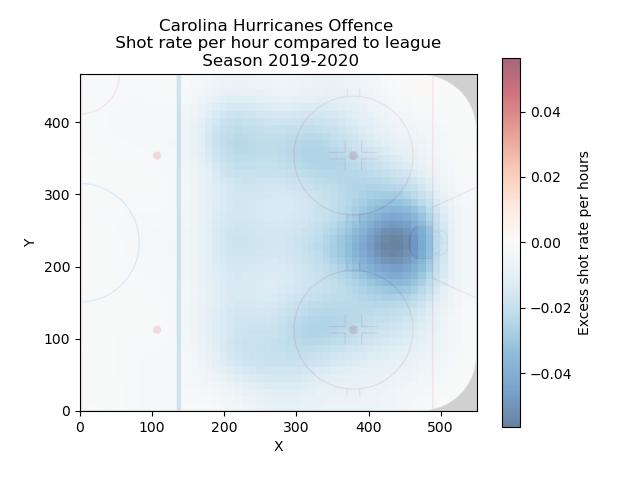 Carolina Hurricanes Offence
Shot rate per hour compared to league
Season 2019-2020
400
300
200
100
0
Y
0 100 200 300 400 500
X
0.04
0.02
0.00
−0.02
−0.04
Excess shot rate per hours